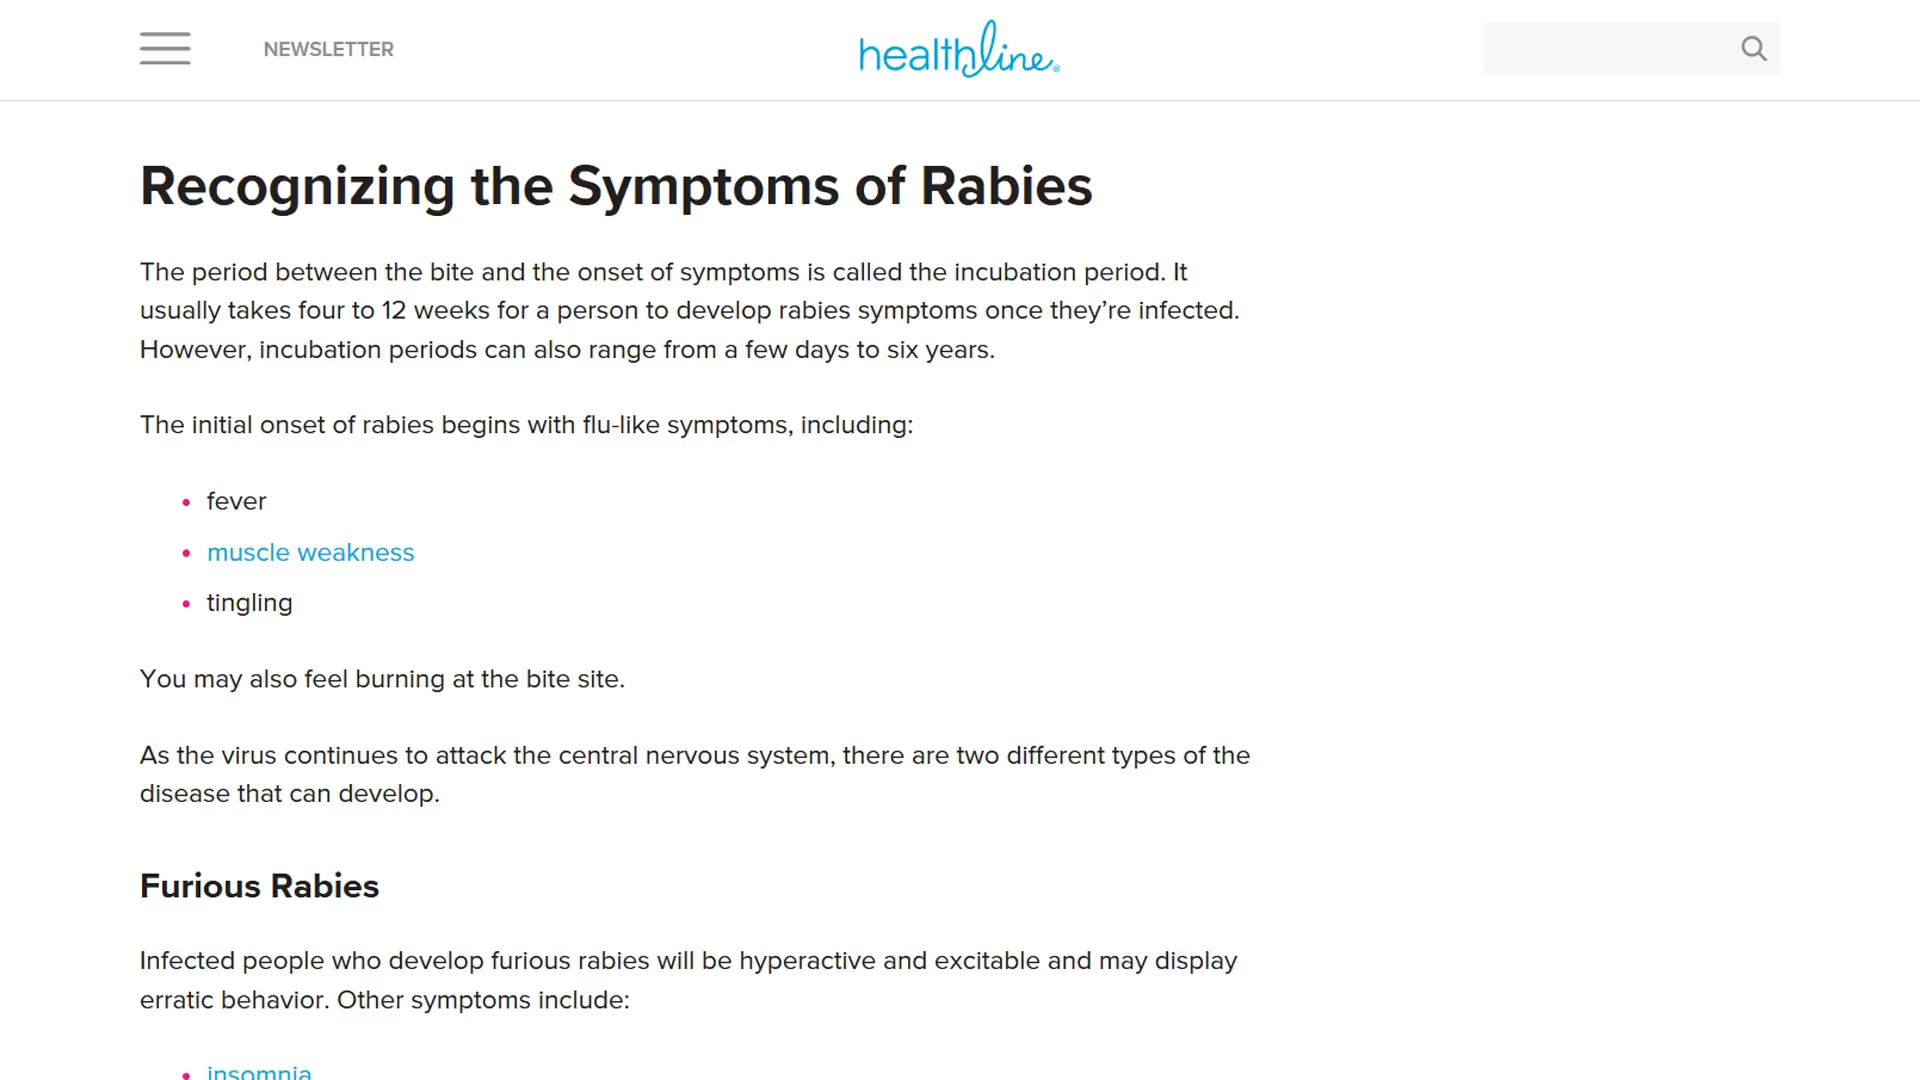 NEWSLETTER
healthline
Recognizing the Symptoms of Rabies
The period between the bite and the onset of symptoms is called the incubation period. It
usually takes four to 12 weeks for a person to develop rabies symptoms once they’re infected.
However, incubation periods can also range from a few days to six years.
The initial onset of rabies begins with flu-like symptoms, including:
• fever
• muscle weakness
• tingling
You may also feel burning at the bite site.
As the virus continues to attack the central nervous system, there are two different types of the
disease that can develop.
Furious Rabies
Infected people who develop furious rabies will be hyperactive and excitable and may display
erratic behavior. Other symptoms include:
• insomnia